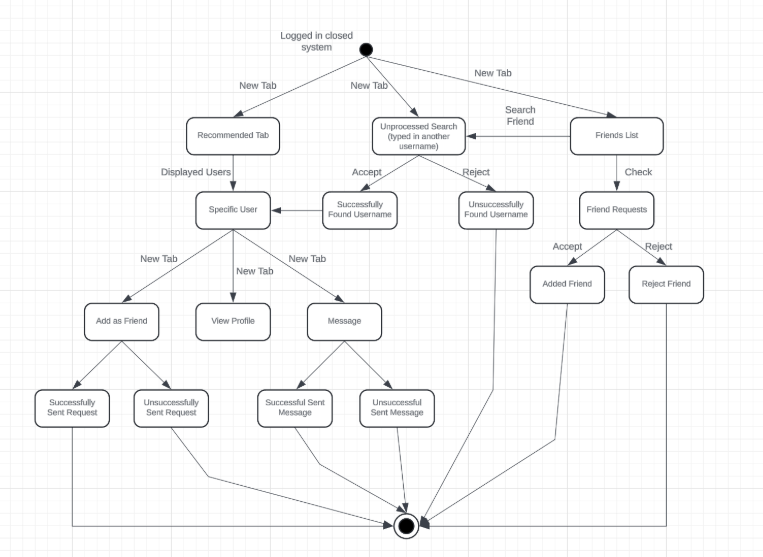 Logged in closed
system
New Tab
New Tab
New Tab
Recommended Tab
Unprocessed Search
(typed in another
username)
Search
Friend
Friends List
Displayed Users
Accept
Reject
Check
Specific User
Successfully
Found Username
Unsuccessfully
Found Username
Friend Requests
New Tab
New Tab
New Tab
Accept
Reject
Added Friend
Reject Friend
Add as Friend
View Profile
Message
Successfully
Sent Request
Unsuccessfully
Sent Request
Successful Sent
Message
Unsuccessful
Sent Message